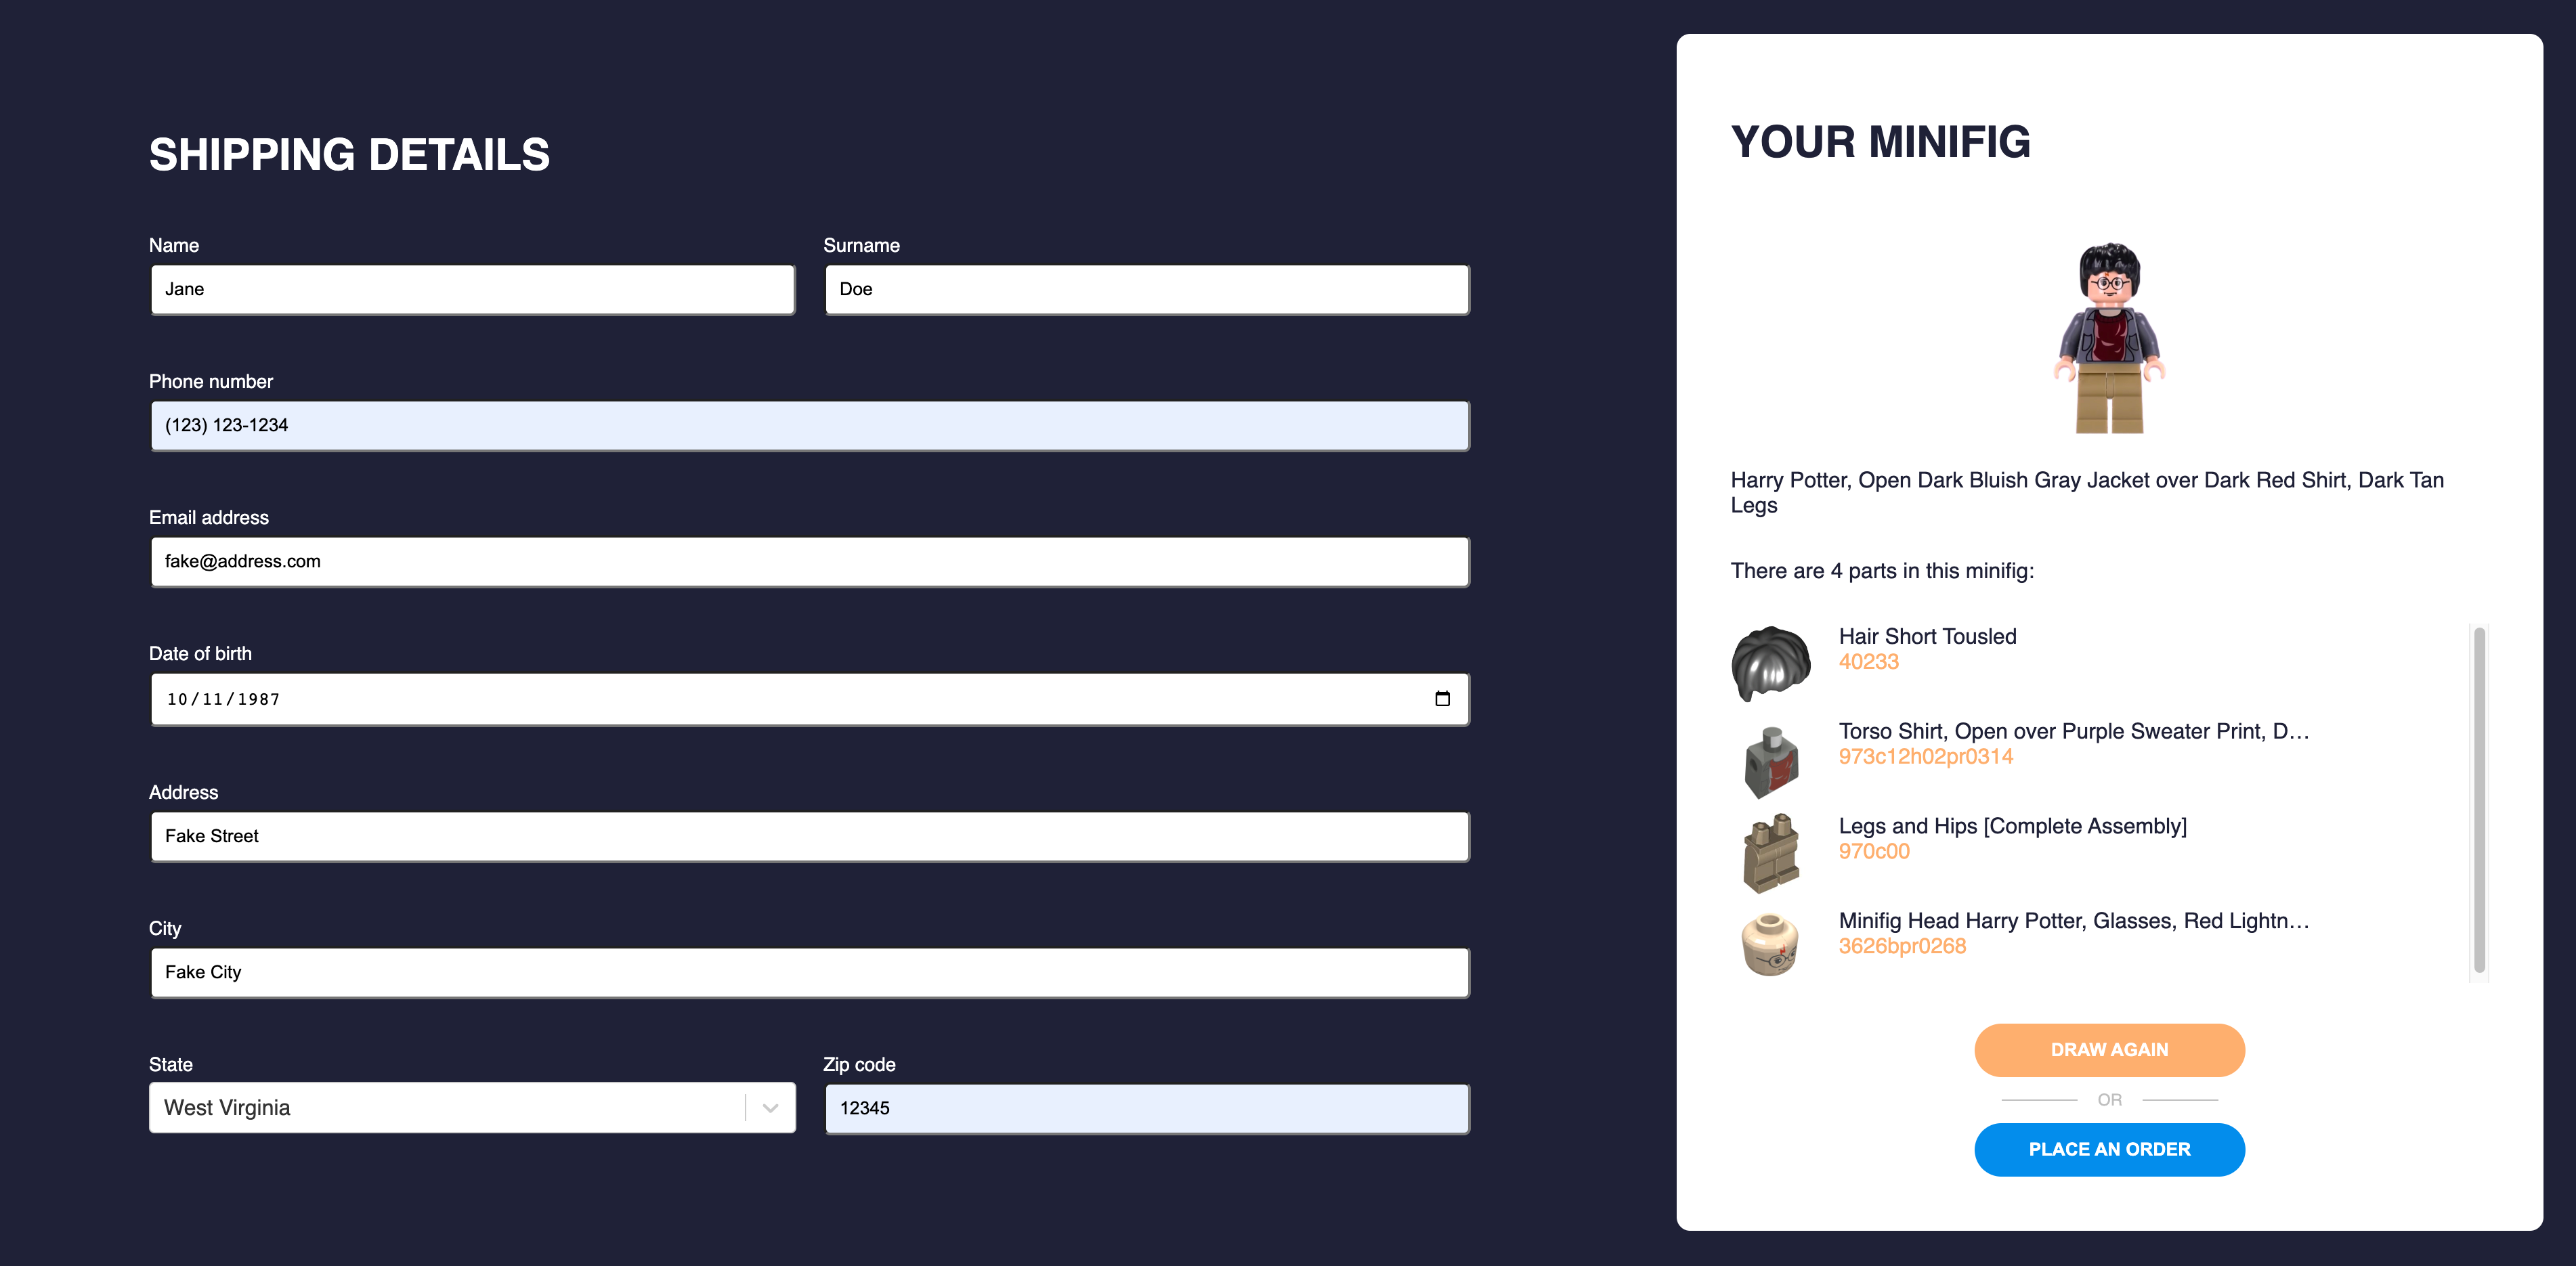 SHIPPING DETAILS
Name
Jane
Surname
Doe
Phone number
(123) 123-1234
Email address
fake@address.com
Date of birth
10/11/1987
Address
Fake Street
City
Fake City
State
West Virginia
Zip code
12345
YOUR MINIFIG
Harry Potter, Open Dark Bluish Gray Jacket over Dark Red Shirt, Dark Tan
Legs
There are 4 parts in this minifig:
Hair Short Tousled
40233
Torso Shirt, Open over Purple Sweater Print, D...
973c12h02pr0314
Legs and Hips [Complete Assembly]
970c00
Minifig Head Harry Potter, Glasses, Red Lightn...
3626bpr0268
DRAW AGAIN
OR
PLACE AN ORDER